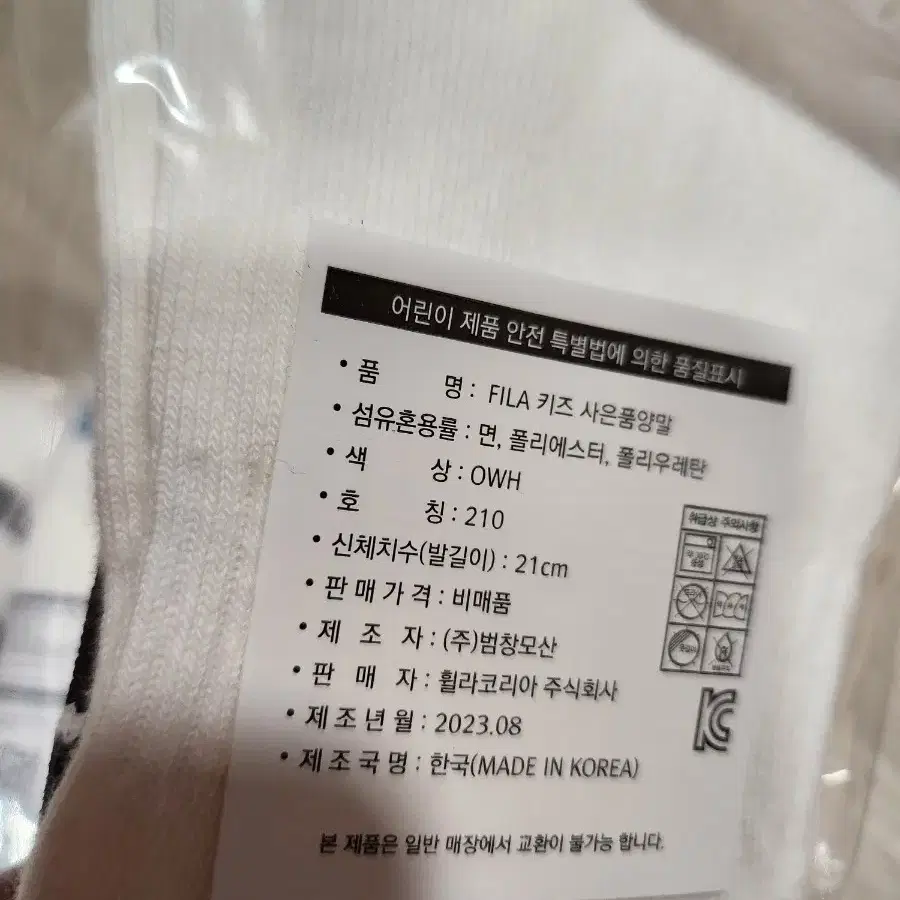 어린이 제품 안전 특별법에 의한 품질표시
• 품 명 : FILA 키즈 사은품양말
• 섬유혼용률 : 면, 폴리에스터, 폴리우레탄
• 색 상 : OWH
• 호 칭 : 210
• 신체치수(발길이) : 21cm
• 판 매 가 격 : 비매품
• 제 조 자 : (주)범창모산
• 판 매 자 : 휠라코리아 주식회사
• 제 조 년 월 : 2023.08
• 제 조 국 명 : 한국(MADE IN KOREA)
취급상 주의사항
본 제품은 일반 매장에서 교환이 불가능 합니다.